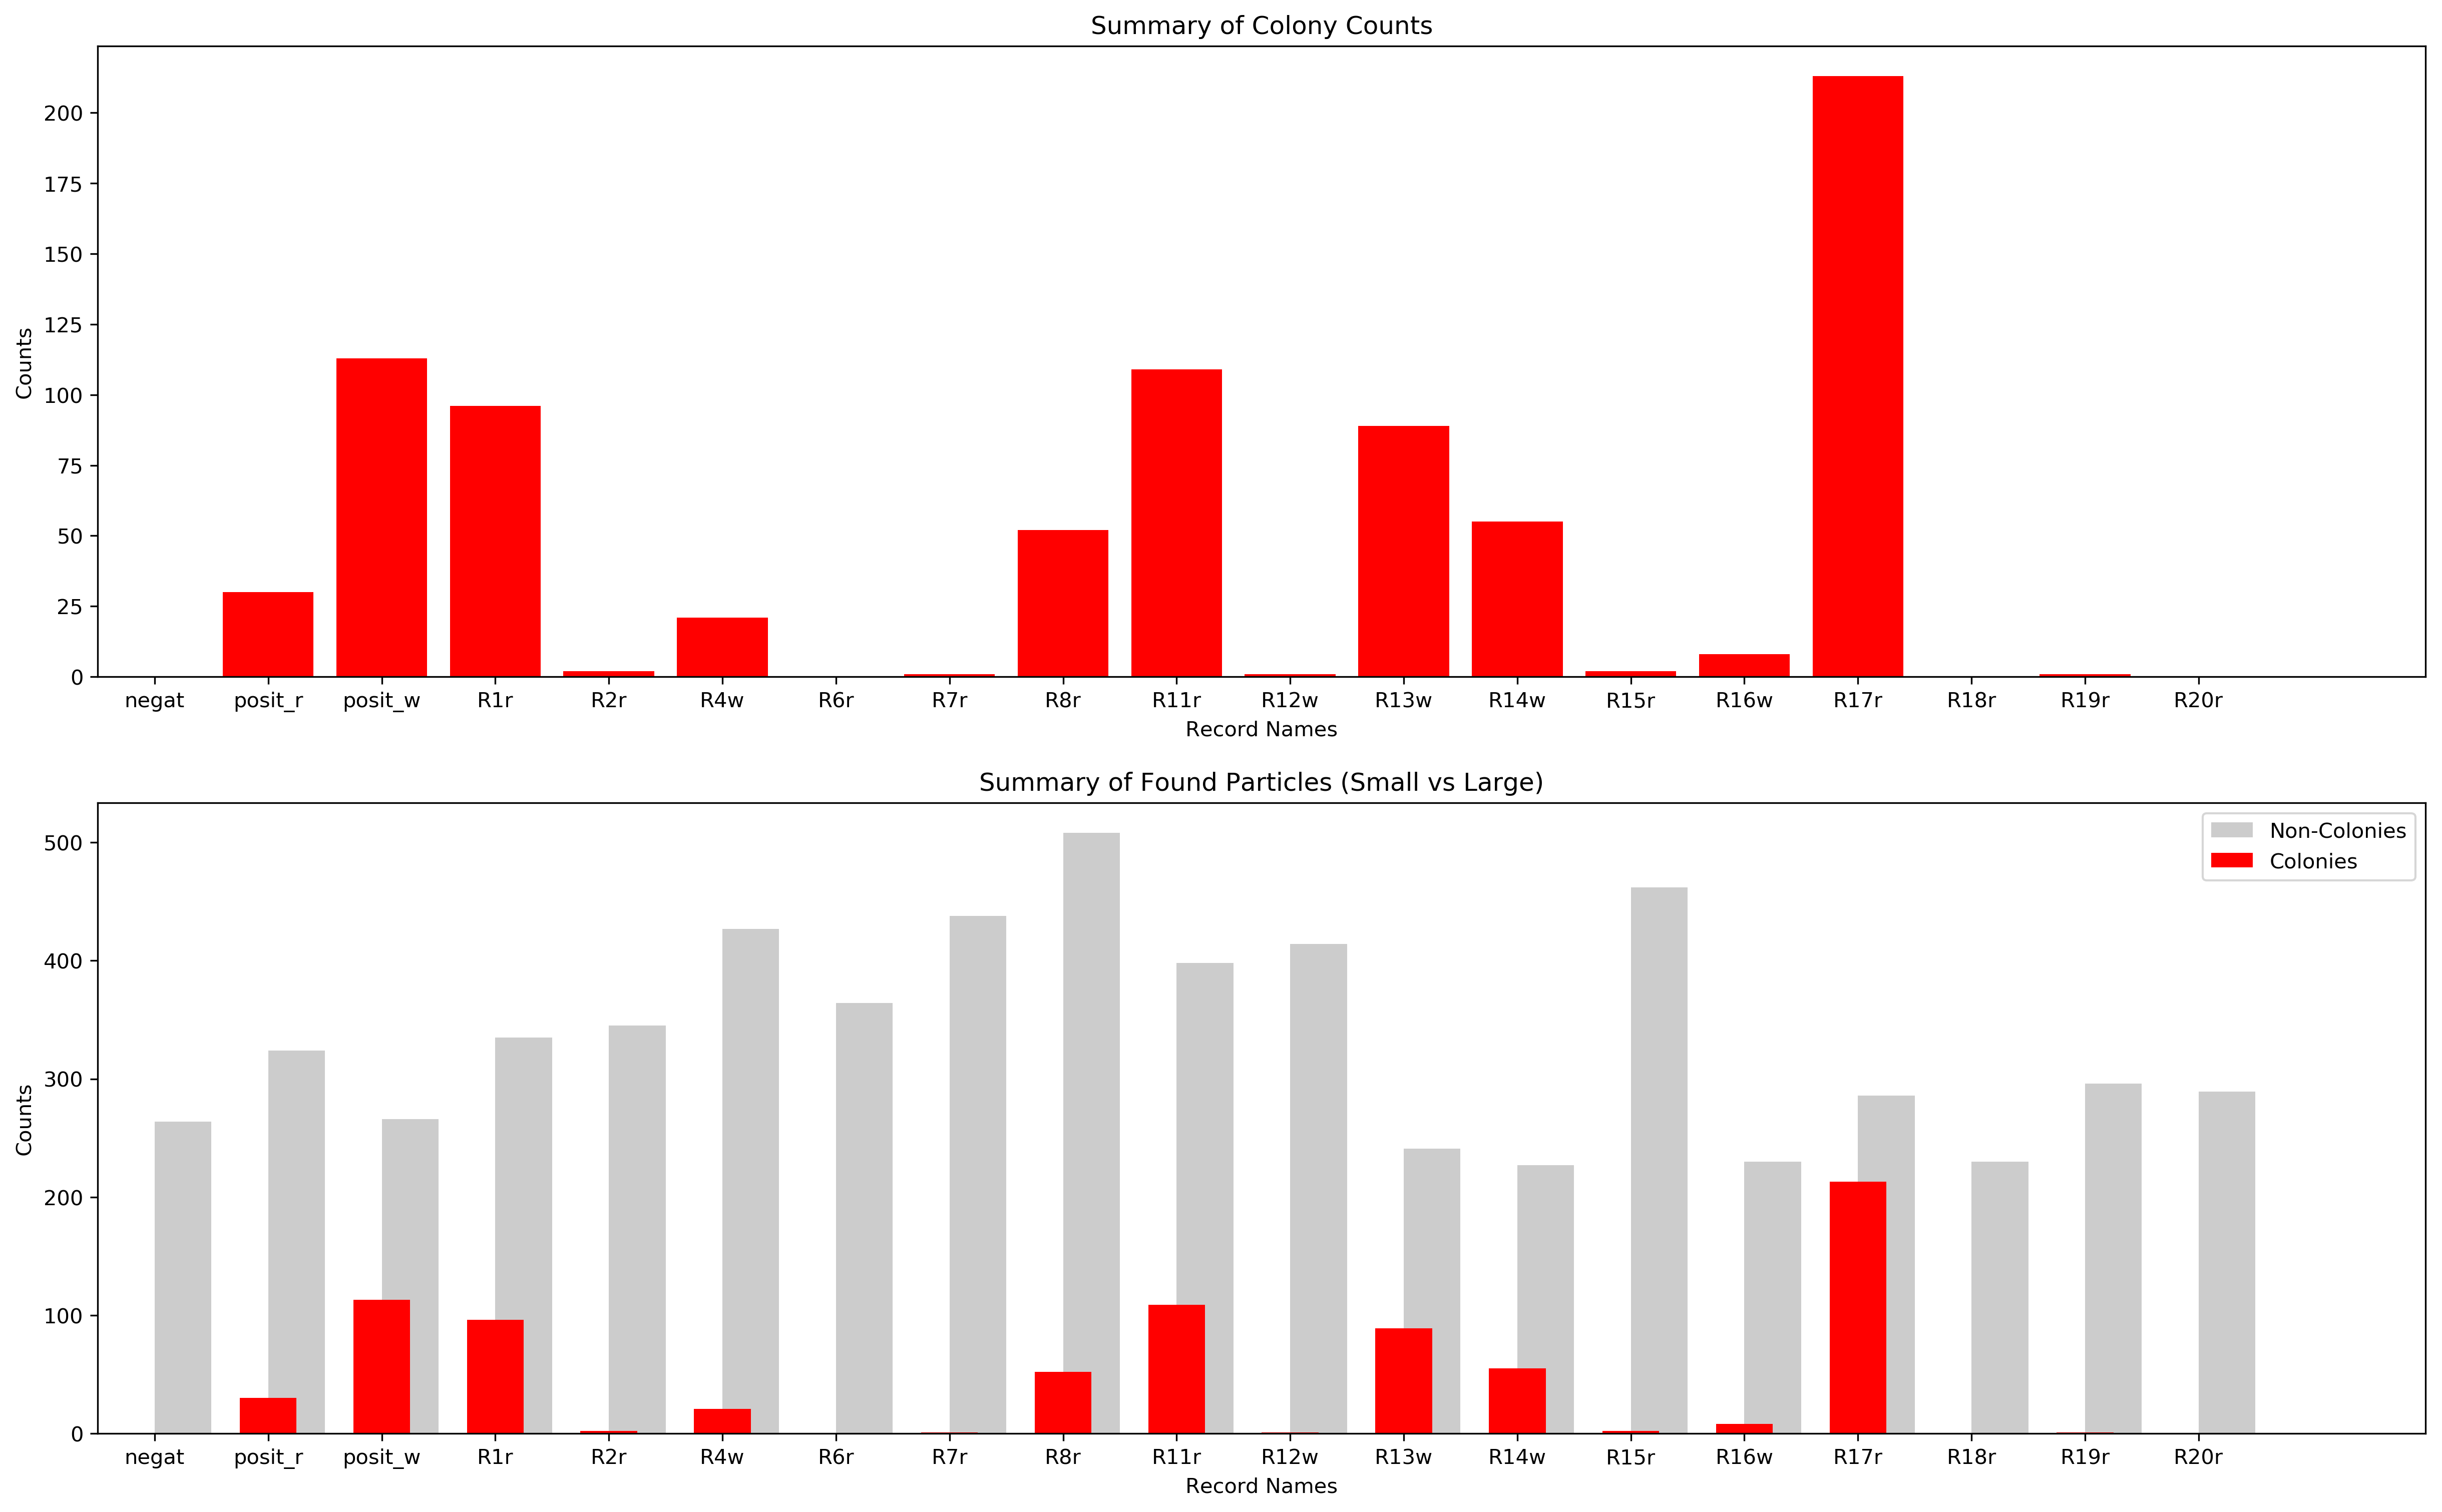 Summary of Colony Counts
200
175
150
125
100
75
50
25
0
Counts
negat posit_r posit_w R1r R2r R4w R6r R7r R8r R11r R12w R13w R14w R15r R16w R17r R18r R19r R20r
Record Names
Summary of Found Particles (Small vs Large)
Non-Colonies
Colonies
500
400
300
200
100
0
Counts
negat posit_r posit_w R1r R2r R4w R6r R7r R8r R11r R12w R13w R14w R15r R16w R17r R18r R19r R20r
Record Names